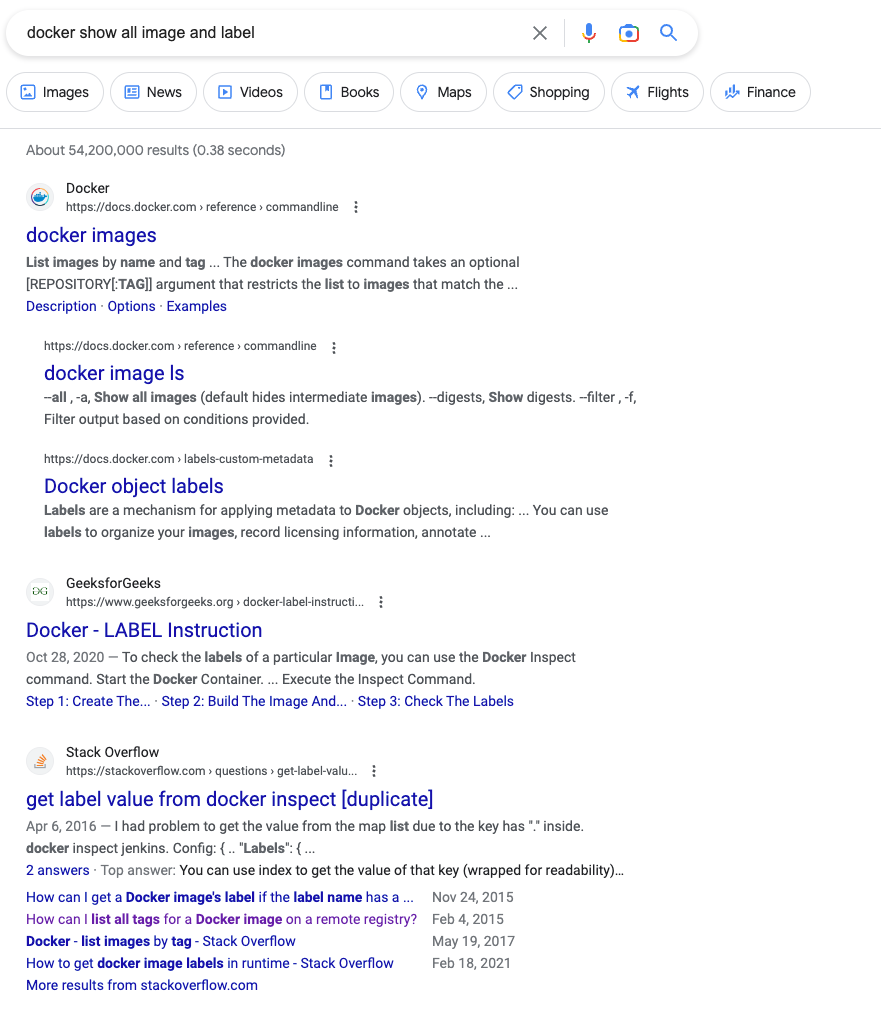 docker show all image and label
Images News Videos Books Maps Shopping Flights Finance
About 54,200,000 results (0.38 seconds)
Docker
https://docs.docker.com › reference › commandline
docker images
List images by name and tag ... The docker images command takes an optional
[REPOSITORY[:TAG]] argument that restricts the list to images that match the ...
Description · Options · Examples
https://docs.docker.com › reference › commandline
docker image ls
--all , -a, Show all images (default hides intermediate images). --digests, Show digests. --filter , -f,
Filter output based on conditions provided.
https://docs.docker.com › labels-custom-metadata
Docker object labels
Labels are a mechanism for applying metadata to Docker objects, including: ... You can use
labels to organize your images, record licensing information, annotate ...
GeeksforGeeks
https://www.geeksforgeeks.org › docker-label-instructi...
Docker - LABEL Instruction
Oct 28, 2020 — To check the labels of a particular Image, you can use the Docker Inspect
command. Start the Docker Container. ... Execute the Inspect Command.
Step 1: Create The... · Step 2: Build The Image And... · Step 3: Check The Labels
Stack Overflow
https://stackoverflow.com › questions › get-label-valu...
get label value from docker inspect [duplicate]
Apr 6, 2016 — I had problem to get the value from the map list due to the key has "." inside.
docker inspect jenkins. Config: { .. "Labels": { ...
2 answers · Top answer: You can use index to get the value of that key (wrapped for readability)...
How can I get a Docker image's label if the label name has a ... Nov 24, 2015
How can I list all tags for a Docker image on a remote registry? Feb 4, 2015
Docker - list images by tag - Stack Overflow May 19, 2017
How to get docker image labels in runtime - Stack Overflow Feb 18, 2021
More results from stackoverflow.com